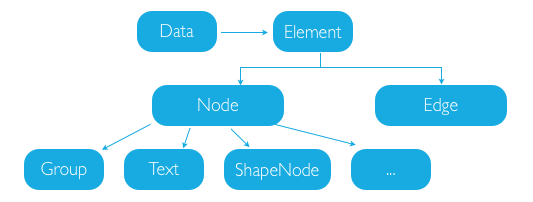 Data
Element
Node
Edge
Group
Text
ShapeNode
...